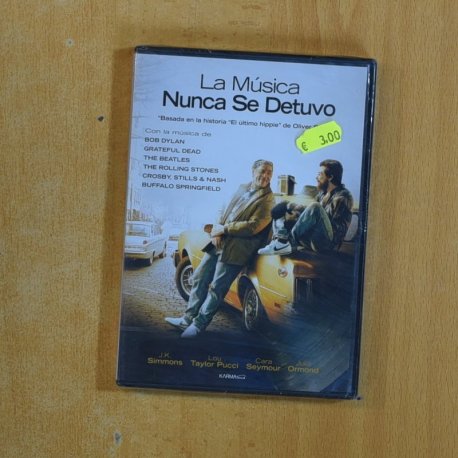 La Música
Nunca Se Detuvo
"Basada en la historia "El último hippie" de Oliver
€ 3,00
Con la música de:
BOB DYLAN
GRATEFUL DEAD
THE BEATLES
THE ROLLING STONES
CROSBY, STILLS & NASH
BUFFALO SPRINGFIELD
J.K. Simmons
Lou Taylor Pucci
Cara Seymour
Julia Ormond
KARMA